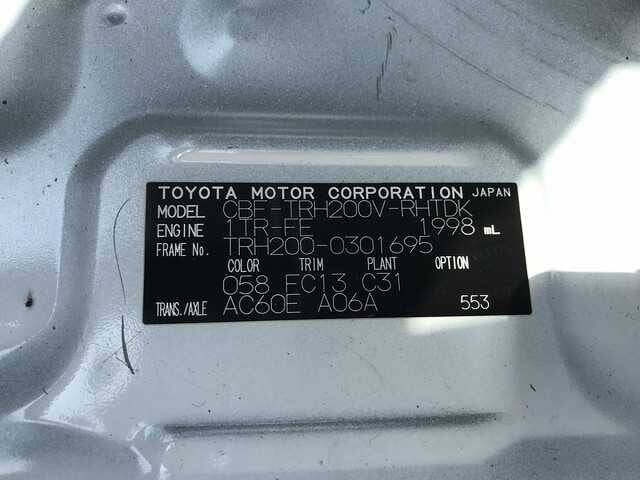 TOYOTA MOTOR CORPORATION JAPAN
MODEL CBF-TRH200V-RHTDK
ENGINE 1TR-FE 1998 mL
FRAME No. TRH200-0301695
COLOR TRIM PLANT OPTION
058 FC13 C31
TRANS./AXLE AC60E A06A 553